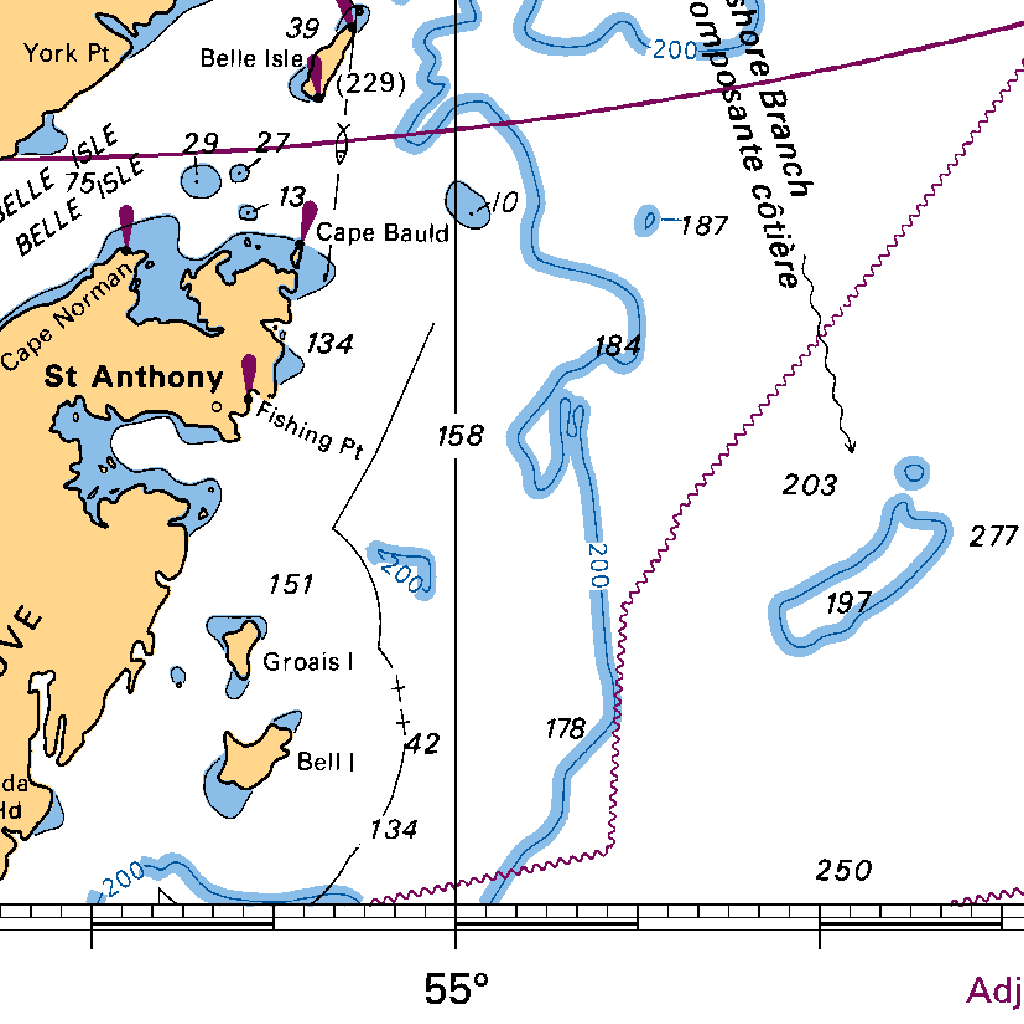 39
York Pt
Belle Isle
(229)
200
shore Branch
omposante côtière
BELLE ISLE
75
BELLE ISLE
29
27
13
10
187
Cape Bauld
Cape Norman
134
184
St Anthony
Fishing Pt
158
203
277
200
200
151
197
OVE
Groais I
178
42
Bell I
da
Hd
134
250
200
55°
Adj